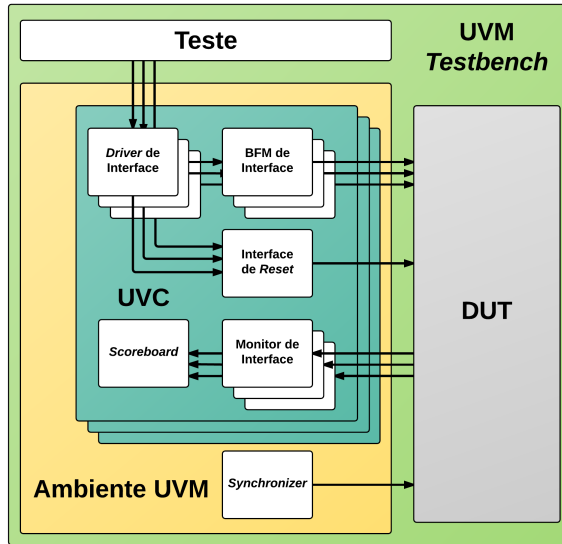 Teste
UVM
Testbench
Driver de
Interface
BFM de
Interface
Interface
de Reset
UVC
DUT
Scoreboard
Monitor de
Interface
Ambiente UVM
Synchronizer